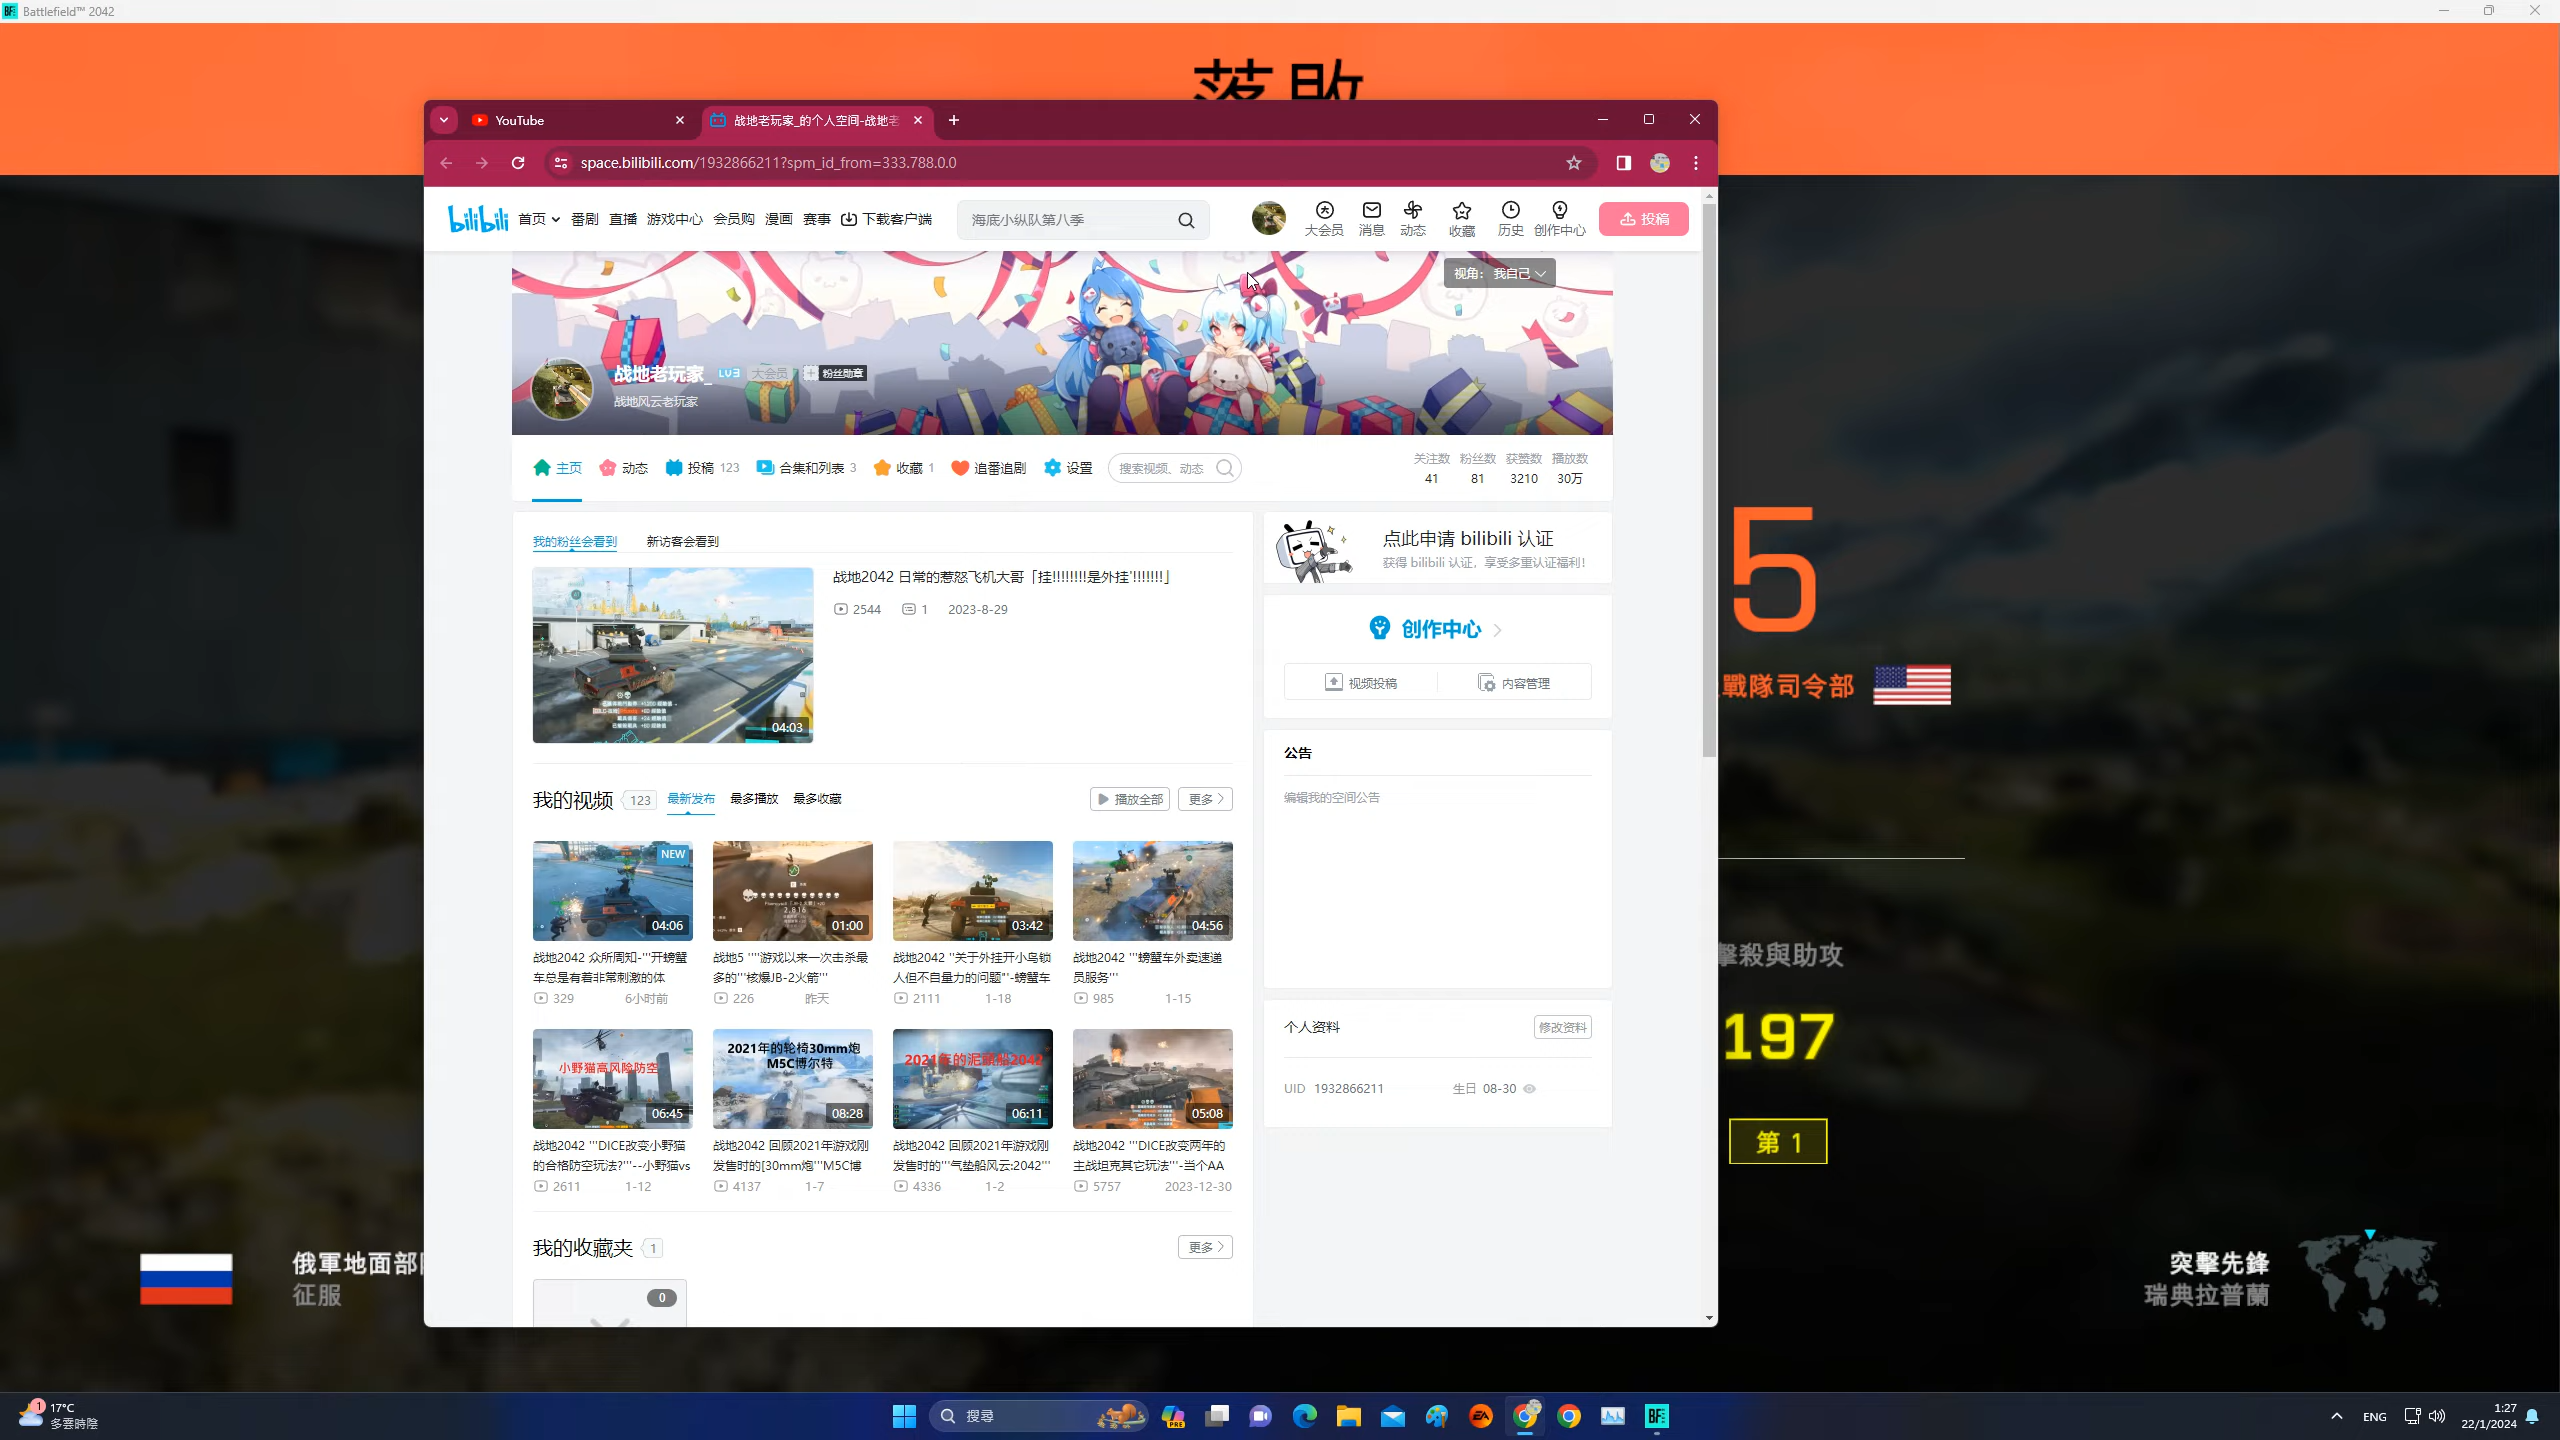 Battlefield™ 2042
落敗
YouTube
战地老玩家_的个人空间-战地老
space.bilibili.com/1932866211?spm_id_from=333.788.0.0
bilibili
首页
番剧
直播
游戏中心
会员购
漫画
赛事
下载客户端
海底小纵队第八季
大会员
消息
动态
收藏
历史
创作中心
投稿
视角： 我自己
战地老玩家_
LV3
大会员
粉丝勋章
战地风云老玩家
主页
动态
投稿 123
合集和列表 3
收藏 1
追番追剧
设置
搜索视频、动态
关注数 粉丝数 获赞数 播放数
41 81 3210 30万
我的粉丝会看到
新访客会看到
04:03
战地2042 日常的惹怒飞机大哥「挂!!!!!!!!是外挂'!!!!!!!」
2544 1 2023-8-29
我的视频 123
最新发布 最多播放 最多收藏
播放全部
更多
NEW
04:06
战地2042 众所周知-'''开螃蟹
车总是有着非常刺激的体
329 6小时前
01:00
战地5 ''''游戏以来一次击杀最
多的'''核爆JB-2火箭'''
226 昨天
03:42
战地2042 ''关于外挂开小鸟锁
人但不自量力的问题'''-螃蟹车
2111 1-18
04:56
战地2042 '''螃蟹车外卖速递
员服务'''
985 1-15
小野猫高风险防空
06:45
战地2042 '''DICE改变小野猫
的合格防空玩法?'''--小野猫vs
2611 1-12
2021年的轮椅30mm炮
M5C博尔特
08:28
战地2042 回顾2021年游戏刚
发售时的[30mm炮'''M5C博
4137 1-7
06:11
战地2042 回顾2021年游戏刚
发售时的'''气垫船风云:2042'''
4336 1-2
05:08
战地2042 '''DICE改变两年的
主战坦克其它玩法'''-当个AA
5757 2023-12-30
我的收藏夹 1
更多
0
点此申请 bilibili 认证
获得 bilibili 认证，享受多重认证福利!
创作中心
视频投稿
内容管理
公告
编辑我的空间公告
个人资料
修改资料
UID 1932866211
生日 08-30
5
戰隊司令部
擊殺與助攻
197
第 1
俄軍地面部
征服
突擊先鋒
瑞典拉普蘭
1
17°C
多雲時陰
搜尋
PRE
EA
BF
ENG
1:27
22/1/2024